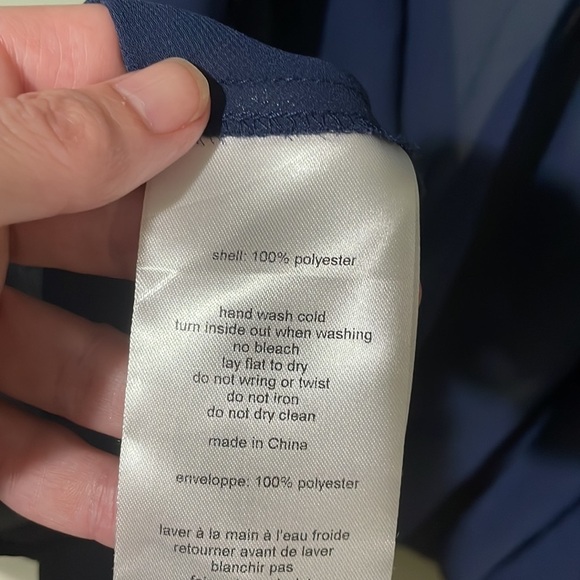 shell: 100% polyester
hand wash cold
turn inside out when washing
no bleach
lay flat to dry
do not wring or twist
do not iron
do not dry clean
made in China
enveloppe: 100% polyester
laver à la main à l'eau froide
retourner avant de laver
blanchir pas